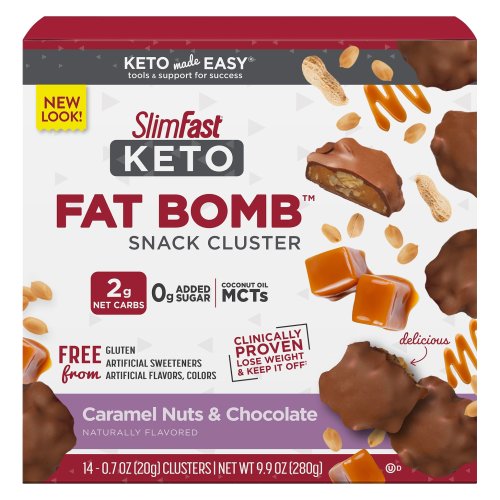 KETO made EASY®
tools & support for success
NEW
LOOK!
SlimFast
KETO
FAT BOMB™
SNACK CLUSTER
2g
NET CARBS
0g ADDED
SUGAR
COCONUT OIL
MCTs
FREE
from
GLUTEN
ARTIFICIAL SWEETENERS
ARTIFICIAL FLAVORS, COLORS
CLINICALLY
PROVEN
LOSE WEIGHT
& KEEP IT OFF
delicious
Caramel Nuts & Chocolate
NATURALLY FLAVORED
14 - 0.7 OZ (20g) CLUSTERS | NET WT 9.9 OZ (280g)
U D